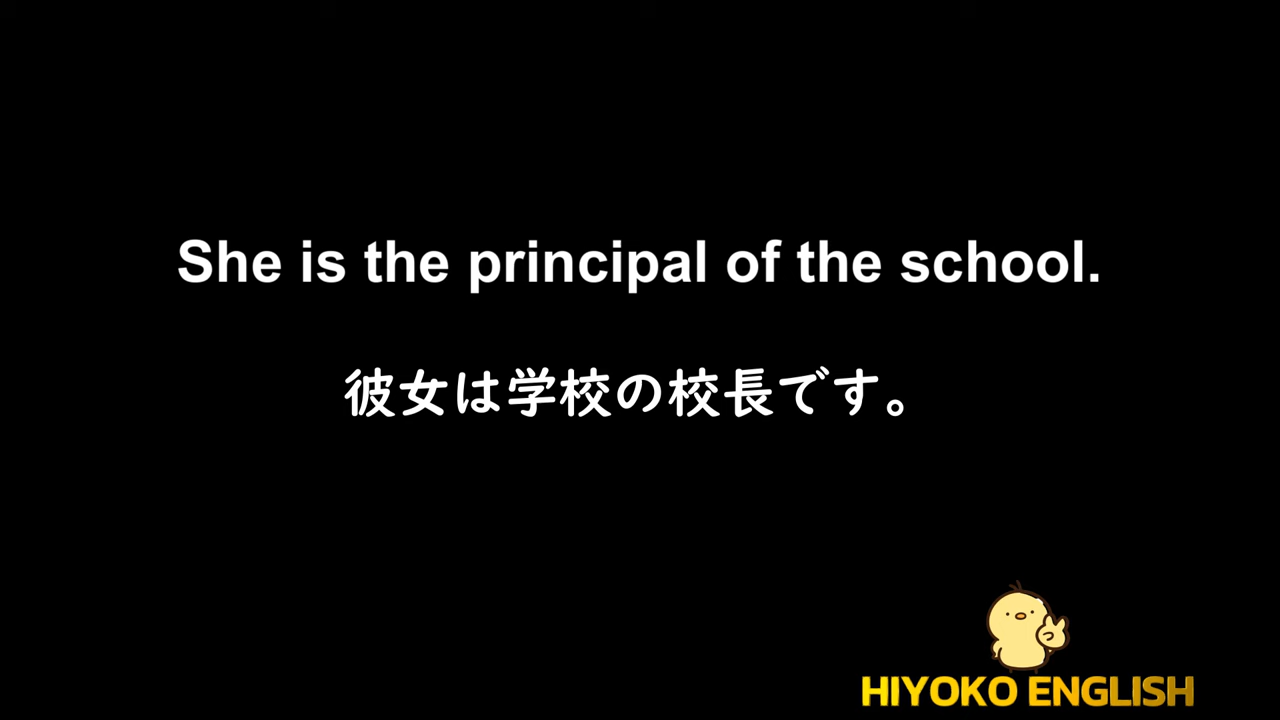 She is the principal of the school.
彼女は学校の校長です。
HIYOKO ENGLISH